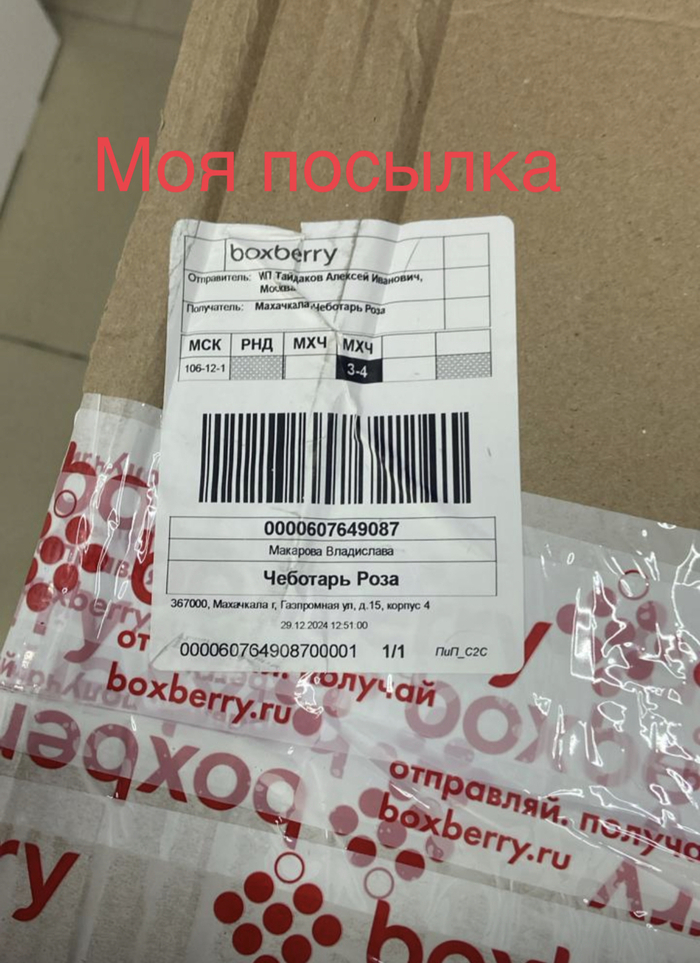 Моя посылка
boxberry
Отправитель: ИП Тайдаков Алексей Иванович,
Москва
Получатель: Махачкала, Чеботарь Роза
МСК РНД МХЧ МХЧ
106-12-1 3-4
0000607649087
Макарова Владислава
Чеботарь Роза
367000, Махачкала г, Газпромная ул, д.15, корпус 4
29.12.2024 12:51:00
000060764908700001 1/1 ПиП_С2С
получай
boxberry.ru
boxberry
отправляй. получа
boxberry.ru